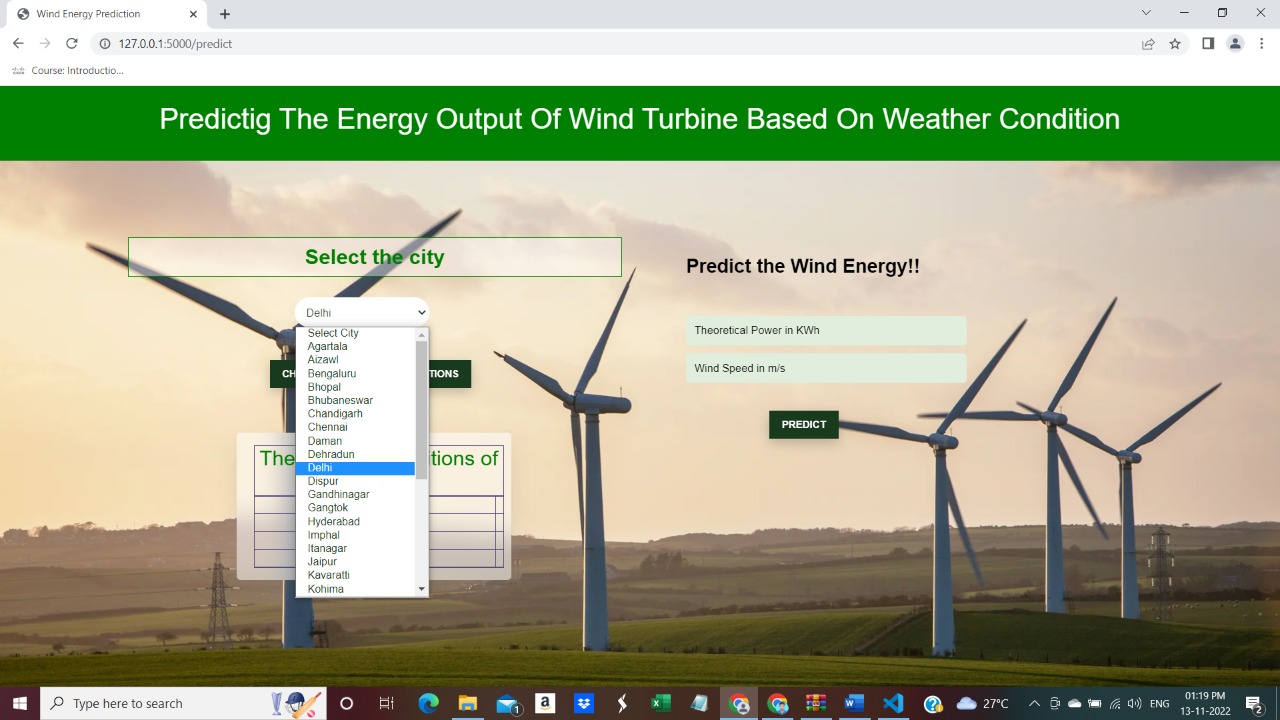 Wind Energy Prediction
127.0.0.1:5000/predict
Course: Introductio...
Predictig The Energy Output Of Wind Turbine Based On Weather Condition
Select the city
Delhi
Select City
Agartala
Aizawl
Bengaluru
Bhopal
Bhubaneswar
Chandigarh
Chennai
Daman
Dehradun
Delhi
Dispur
Gandhinagar
Gangtok
Hyderabad
Imphal
Itanagar
Jaipur
Kavaratti
Kohima
CH TIONS
The tions of
Predict the Wind Energy!!
Theoretical Power in KWh
Wind Speed in m/s
PREDICT
Type here to search
1
a
27°C
ENG
01:19 PM
13-11-2022
2